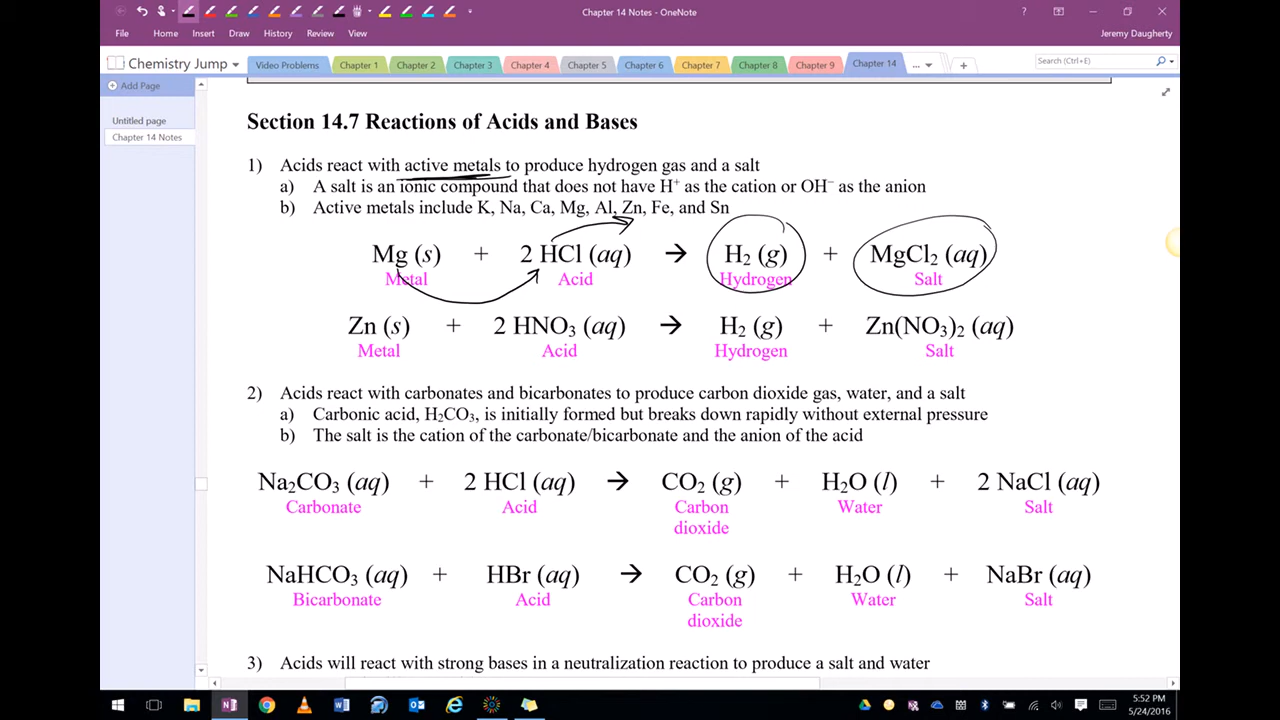 Chapter 14 Notes - OneNote
?
File Home Insert Draw History Review View
Jeremy Daugherty
Chemistry Jump
Video Problems Chapter 1 Chapter 2 Chapter 3 Chapter 4 Chapter 5 Chapter 6 Chapter 7 Chapter 8 Chapter 9 Chapter 14 ...
Search (Ctrl+E)
Add Page
Untitled page
Chapter 14 Notes
Section 14.7 Reactions of Acids and Bases
1) Acids react with active metals to produce hydrogen gas and a salt
a) A salt is an ionic compound that does not have H⁺ as the cation or OH⁻ as the anion
b) Active metals include K, Na, Ca, Mg, Al, Zn, Fe, and Sn
Mg (s) + 2 HCl (aq) → H₂ (g) + MgCl₂ (aq)
Metal Acid Hydrogen Salt
Zn (s) + 2 HNO₃ (aq) → H₂ (g) + Zn(NO₃)₂ (aq)
Metal Acid Hydrogen Salt
2) Acids react with carbonates and bicarbonates to produce carbon dioxide gas, water, and a salt
a) Carbonic acid, H₂CO₃, is initially formed but breaks down rapidly without external pressure
b) The salt is the cation of the carbonate/bicarbonate and the anion of the acid
Na₂CO₃ (aq) + 2 HCl (aq) → CO₂ (g) + H₂O (l) + 2 NaCl (aq)
Carbonate Acid Carbon Water Salt
dioxide
NaHCO₃ (aq) + HBr (aq) → CO₂ (g) + H₂O (l) + NaBr (aq)
Bicarbonate Acid Carbon Water Salt
dioxide
3) Acids will react with strong bases in a neutralization reaction to produce a salt and water
5:52 PM
5/24/2016